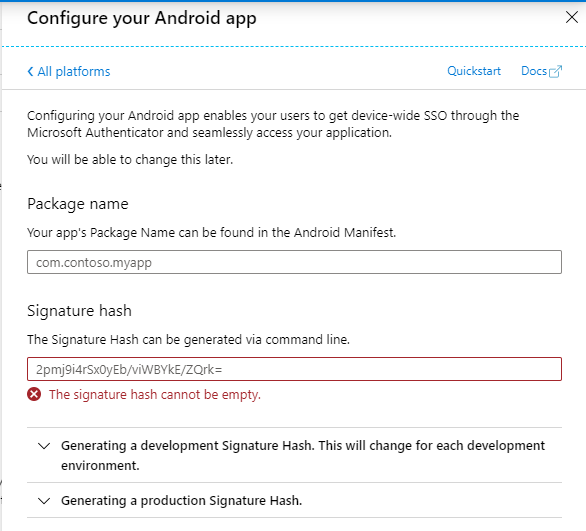 Configure your Android app
All platforms
Quickstart Docs
Configuring your Android app enables your users to get device-wide SSO through the
Microsoft Authenticator and seamlessly access your application.
You will be able to change this later.
Package name
Your app's Package Name can be found in the Android Manifest.
com.contoso.myapp
Signature hash
The Signature Hash can be generated via command line.
2pmj9i4rSx0yEb/viWBYkE/ZQrk=
The signature hash cannot be empty.
Generating a development Signature Hash. This will change for each development
environment.
Generating a production Signature Hash.